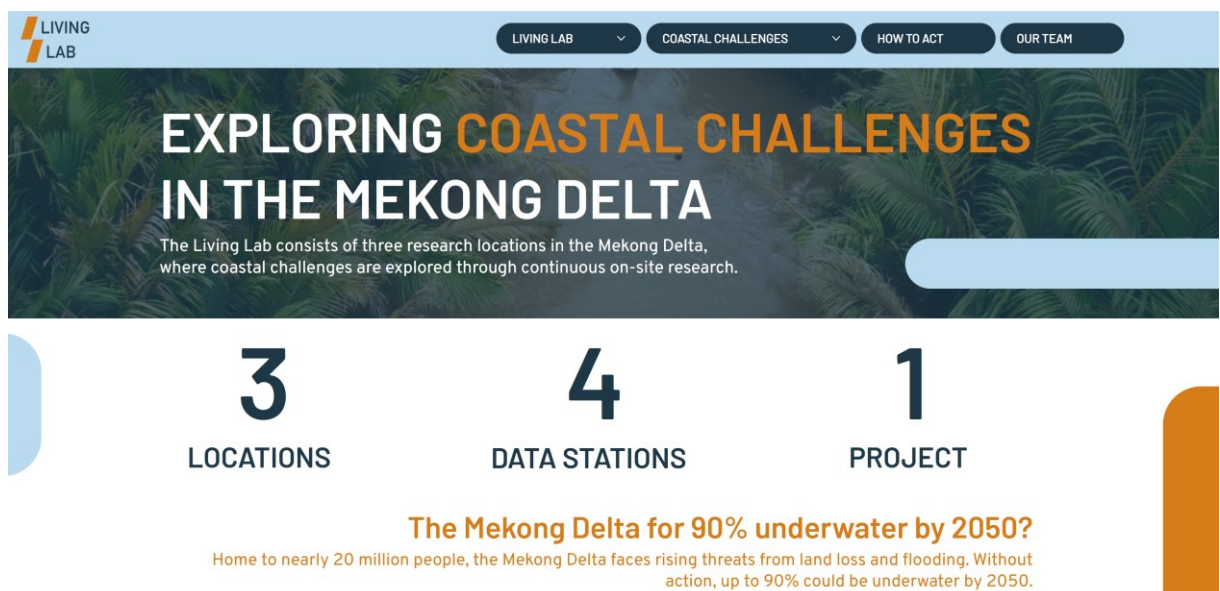 LIVING
LAB
LIVING LAB
COASTAL CHALLENGES
HOW TO ACT
OUR TEAM
EXPLORING COASTAL CHALLENGES
IN THE MEKONG DELTA
The Living Lab consists of three research locations in the Mekong Delta,
where coastal challenges are explored through continuous on-site research.
3
4
1
LOCATIONS
DATA STATIONS
PROJECT
The Mekong Delta for 90% underwater by 2050?
Home to nearly 20 million people, the Mekong Delta faces rising threats from land loss and flooding. Without
action, up to 90% could be underwater by 2050.